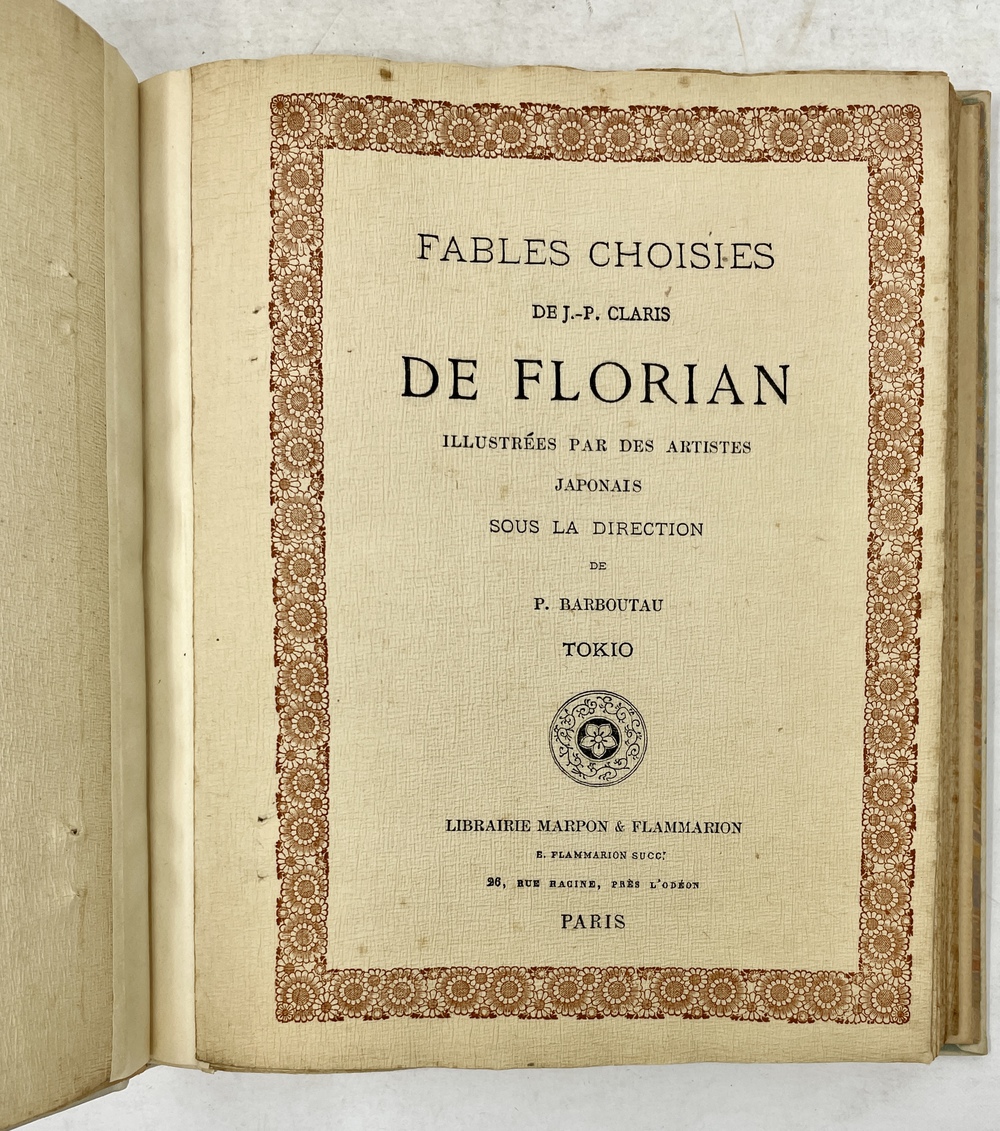 FABLES CHOISIES
DE J.-P. CLARIS
DE FLORIAN
ILLUSTRÉES PAR DES ARTISTES
JAPONAIS
SOUS LA DIRECTION
DE
P. BARBOUTAU
TOKIO
LIBRAIRIE MARPON & FLAMMARION
E. FLAMMARION SUCCR
26, RUE RACINE, PRÈS L'ODÉON
PARIS